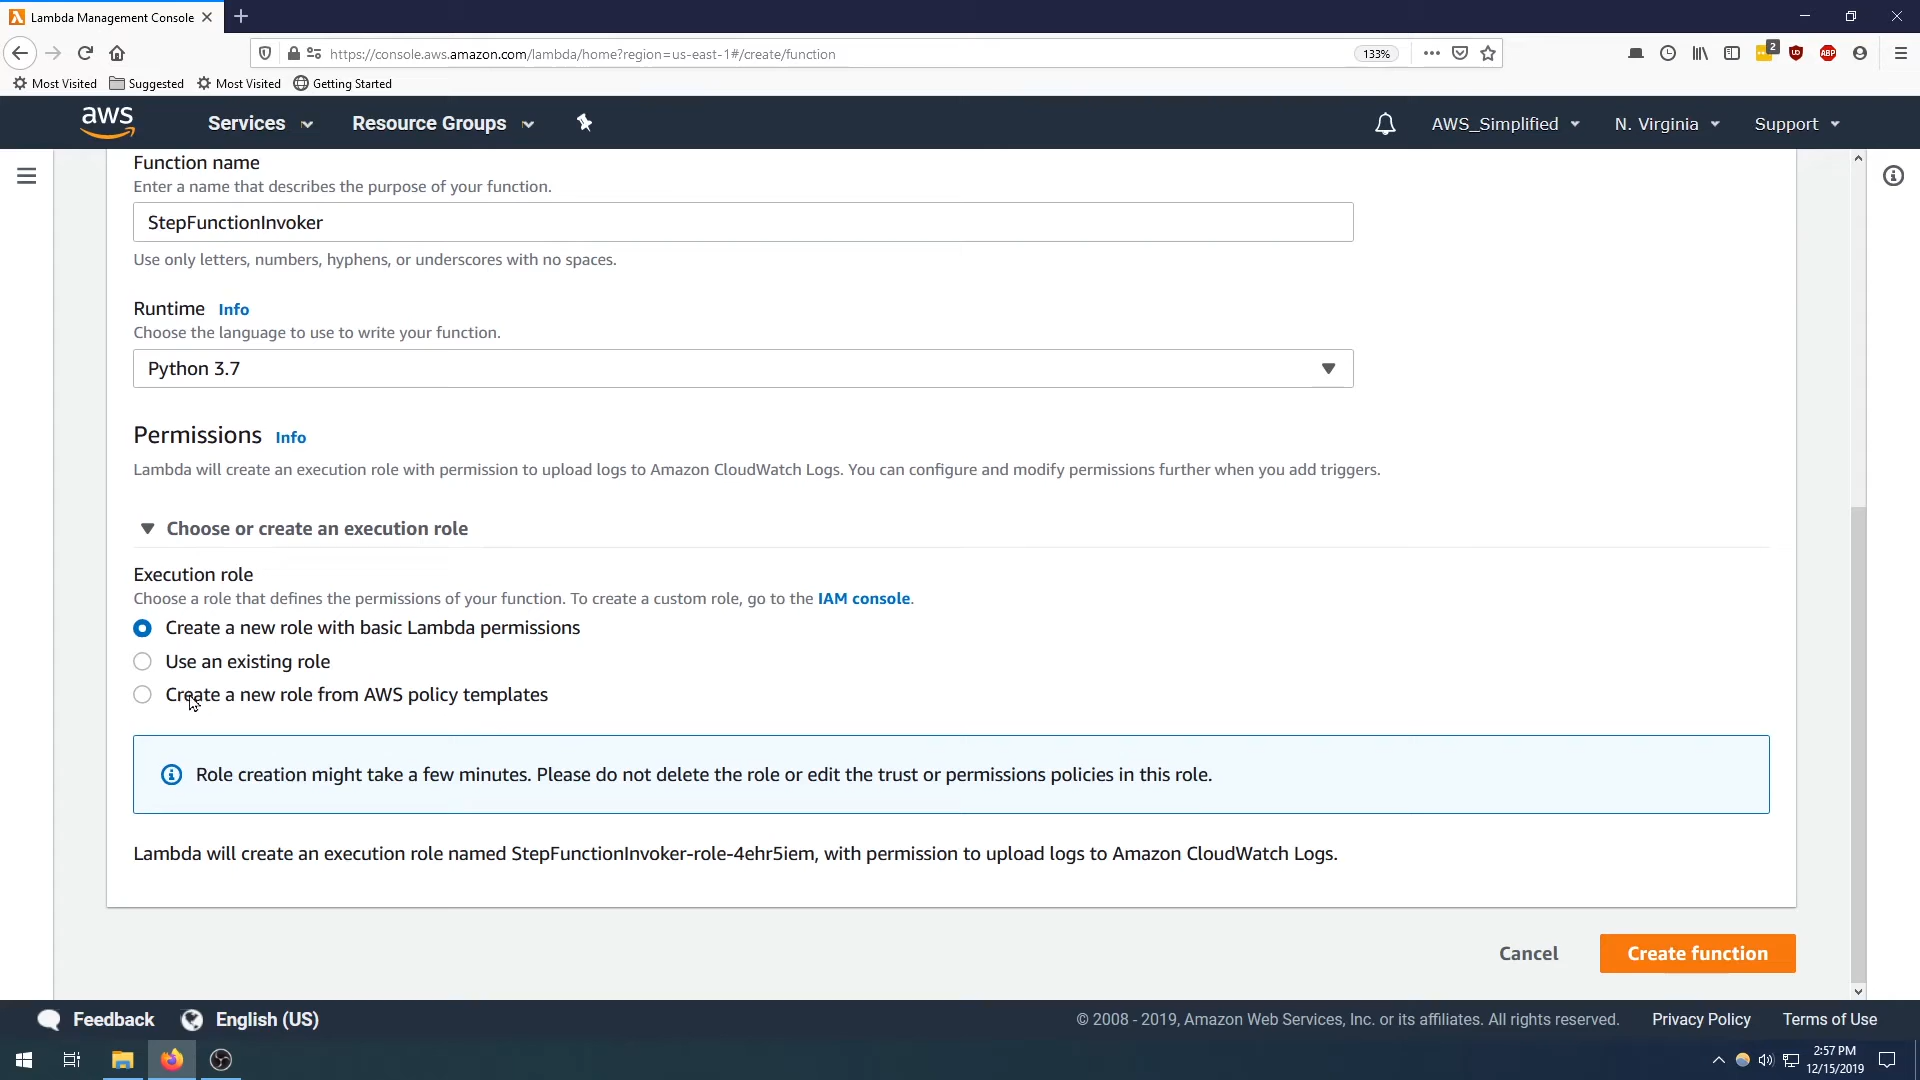 Lambda Management Console
https://console.aws.amazon.com/lambda/home?region=us-east-1#/create/function
133%
2
ABP
Most Visited
Suggested
Most Visited
Getting Started
aws
Services
Resource Groups
AWS_Simplified
N. Virginia
Support
Function name
Enter a name that describes the purpose of your function.
StepFunctionInvoker
Use only letters, numbers, hyphens, or underscores with no spaces.
Runtime Info
Choose the language to use to write your function.
Python 3.7
Permissions Info
Lambda will create an execution role with permission to upload logs to Amazon CloudWatch Logs. You can configure and modify permissions further when you add triggers.
Choose or create an execution role
Execution role
Choose a role that defines the permissions of your function. To create a custom role, go to the IAM console.
Create a new role with basic Lambda permissions
Use an existing role
Create a new role from AWS policy templates
Role creation might take a few minutes. Please do not delete the role or edit the trust or permissions policies in this role.
Lambda will create an execution role named StepFunctionInvoker-role-4ehr5iem, with permission to upload logs to Amazon CloudWatch Logs.
Cancel
Create function
Feedback
English (US)
© 2008 - 2019, Amazon Web Services, Inc. or its affiliates. All rights reserved.
Privacy Policy
Terms of Use
2:57 PM
12/15/2019